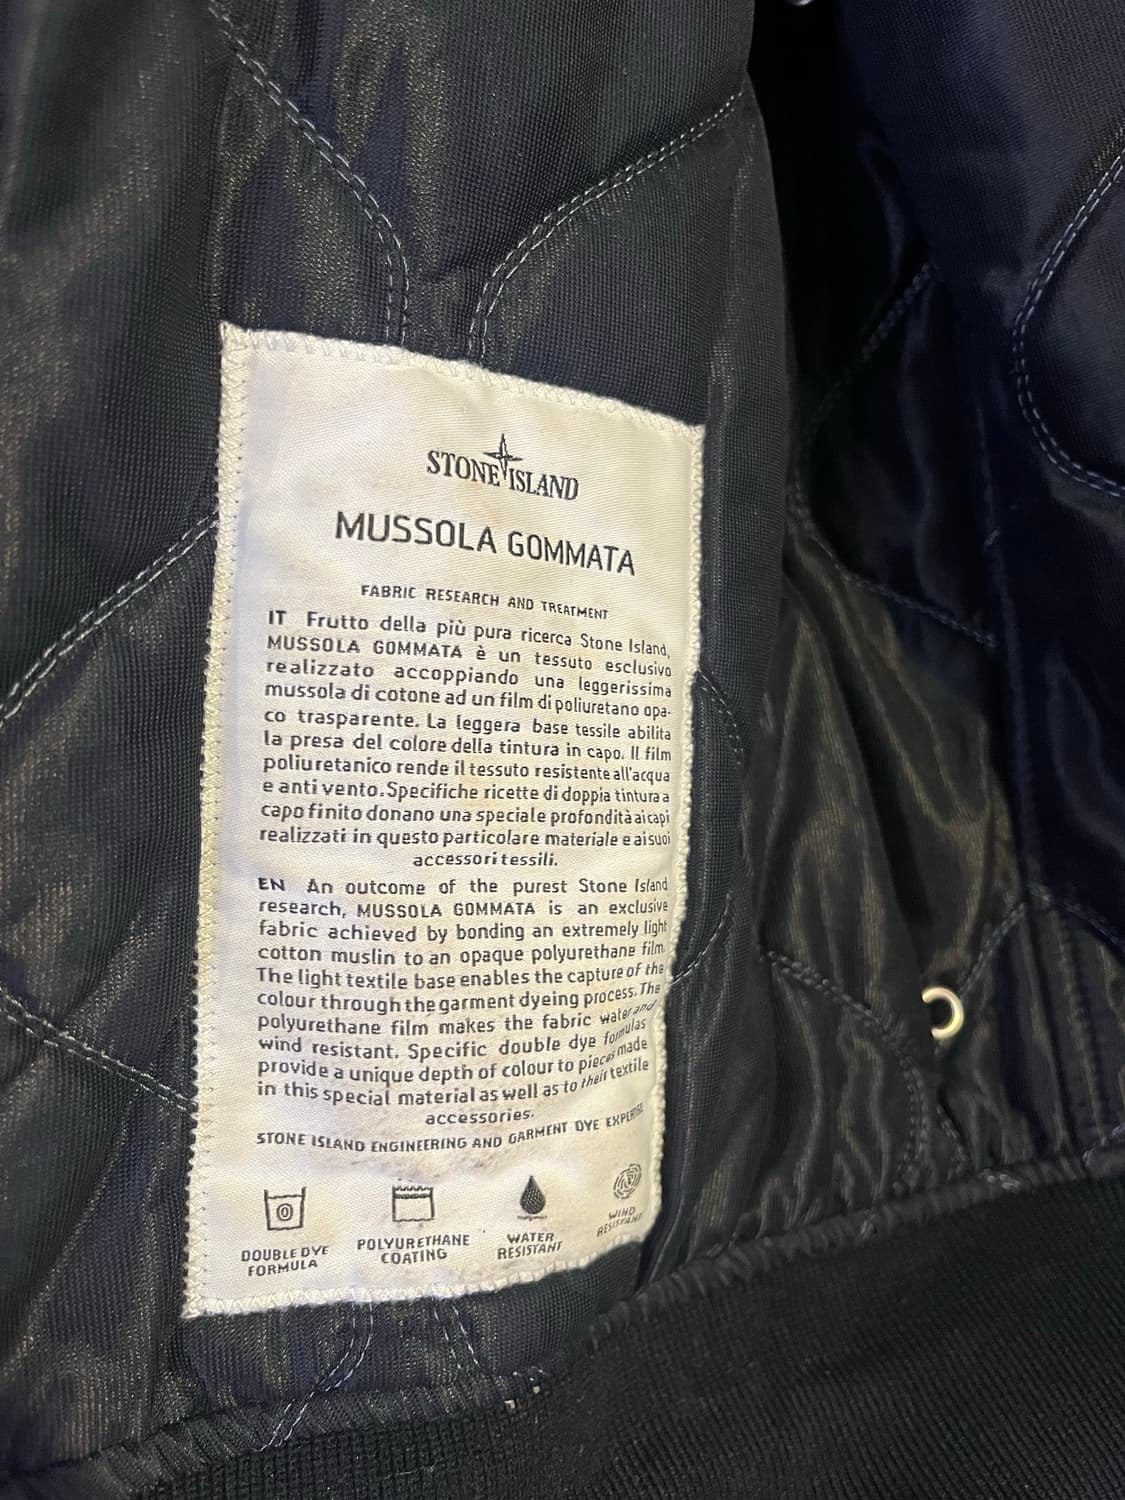 STONE ISLAND
MUSSOLA GOMMATA
FABRIC RESEARCH AND TREATMENT
IT Frutto della più pura ricerca Stone Island,
MUSSOLA GOMMATA è un tessuto esclusivo
realizzato accoppiando una leggerissima
mussola di cotone ad un film di poliuretano opa-
co trasparente. La leggera base tessile abilita
la presa del colore della tintura in capo. Il film
poliuretanico rende il tessuto resistente all'acqua
e anti vento. Specifiche ricette di doppia tintura a
capo finito donano una speciale profondità ai capi
realizzati in questo particolare materiale e ai suoi
accessori tessili.
EN An outcome of the purest Stone Island
research, MUSSOLA GOMMATA is an exclusive
fabric achieved by bonding an extremely light
cotton muslin to an opaque polyurethane film.
The light textile base enables the capture of the
colour through the garment dyeing process. The
polyurethane film makes the fabric water and
wind resistant. Specific double dye formulas
provide a unique depth of colour to pieces made
in this special material as well as to their textile
accessories.
STONE ISLAND ENGINEERING AND GARMENT DYE EXPERTISE
DOUBLE DYE
FORMULA
POLYURETHANE
COATING
WATER
RESISTANT
WIND
RESISTANT